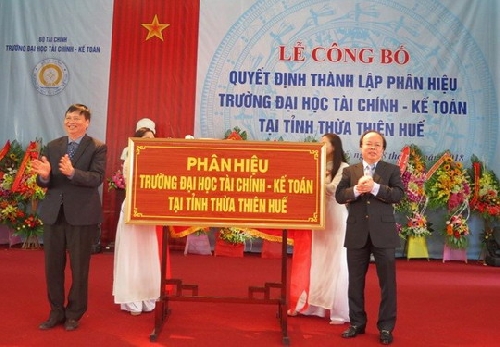 BỘ TÀI CHÍNH
TRƯỜNG ĐẠI HỌC TÀI CHÍNH - KẾ TOÁN
LỄ CÔNG BỐ
QUYẾT ĐỊNH THÀNH LẬP PHÂN HIỆU
TRƯỜNG ĐẠI HỌC TÀI CHÍNH - KẾ TOÁN
TẠI TỈNH THỪA THIÊN HUẾ
PHÂN HIỆU
TRƯỜNG ĐẠI HỌC TÀI CHÍNH - KẾ TOÁN
TẠI TỈNH THỪA THIÊN HUẾ